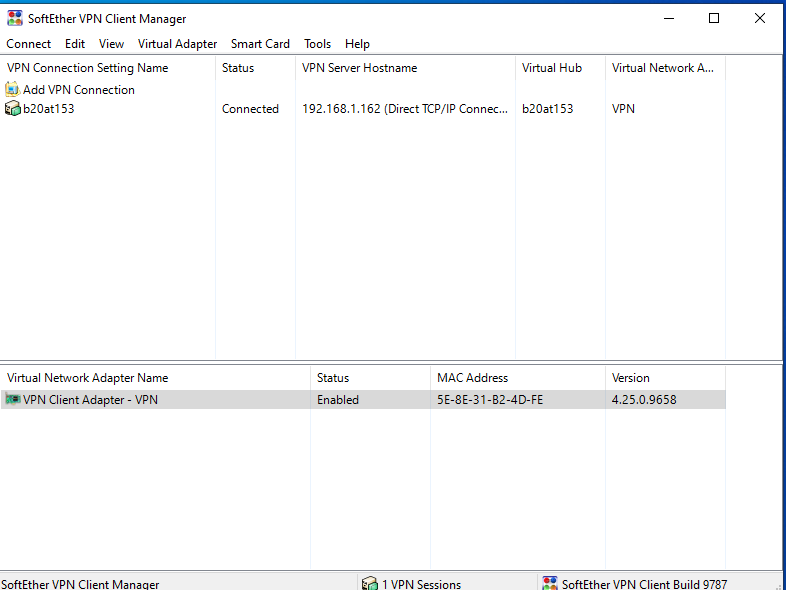 SoftEther VPN Client Manager
Connect Edit View Virtual Adapter Smart Card Tools Help
VPN Connection Setting Name Status VPN Server Hostname Virtual Hub Virtual Network A...
Add VPN Connection
b20at153 Connected 192.168.1.162 (Direct TCP/IP Connec... b20at153 VPN
Virtual Network Adapter Name Status MAC Address Version
VPN Client Adapter - VPN Enabled 5E-8E-31-B2-4D-FE 4.25.0.9658
SoftEther VPN Client Manager 1 VPN Sessions SoftEther VPN Client Build 9787